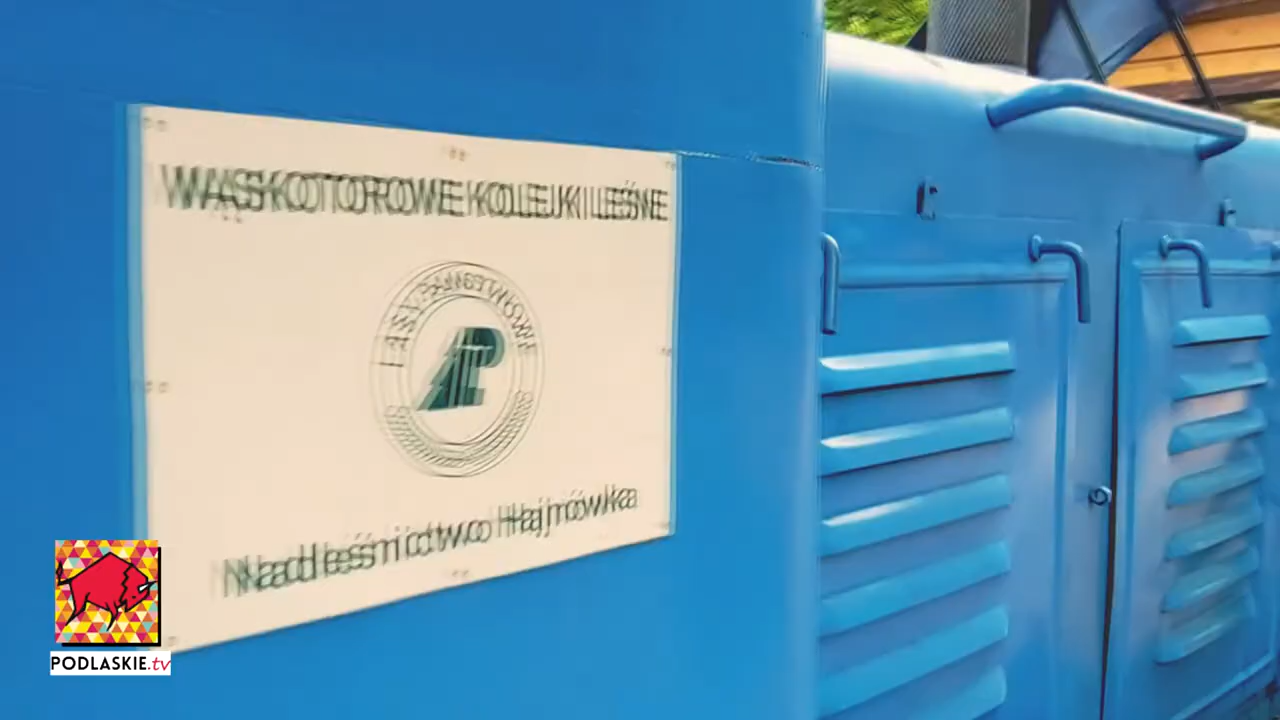 WĄSKOTOROWE KOLEJKI LEŚNE
LASY PAŃSTWOWE
Nadleśnictwo Hajnówka
PODLASKIE.tv